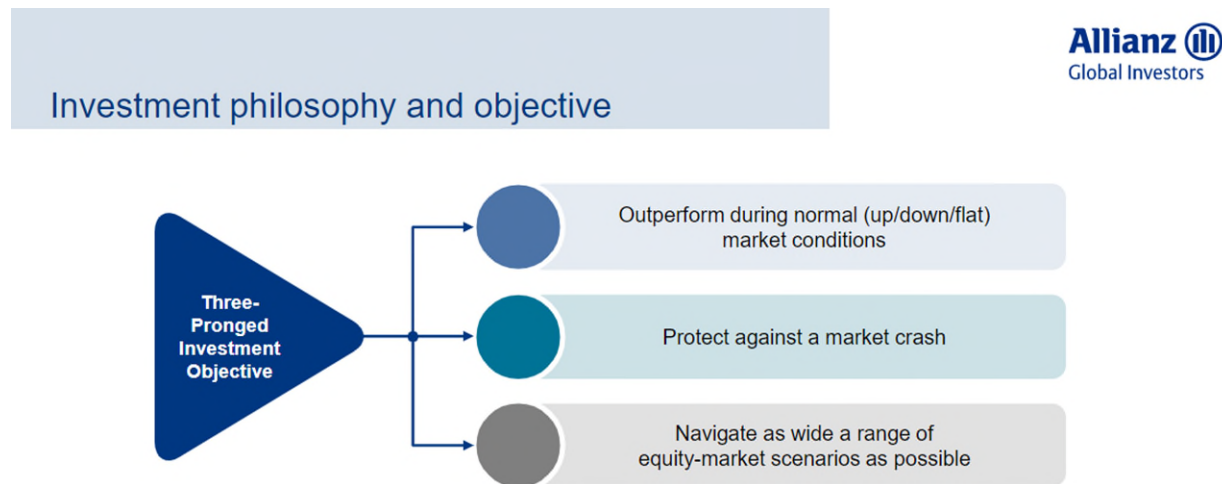 Allianz
Global Investors
Investment philosophy and objective
Three-
Pronged
Investment
Objective
Outperform during normal (up/down/flat)
market conditions
Protect against a market crash
Navigate as wide a range of
equity-market scenarios as possible